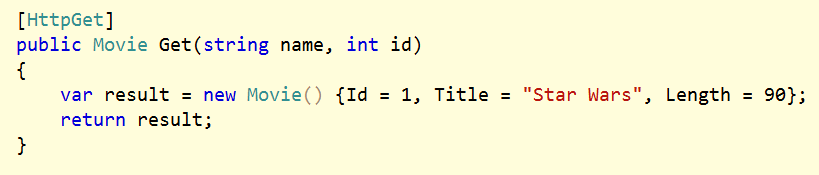 [HttpGet]
public Movie Get(string name, int id)
{
    var result = new Movie() {Id = 1, Title = "Star Wars", Length = 90};
    return result;
}